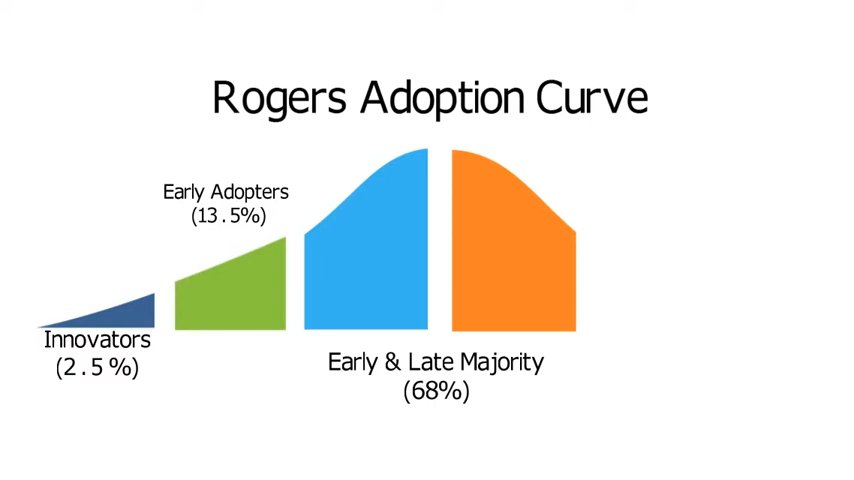 Rogers Adoption Curve
Early Adopters
(13.5%)
Innovators
(2.5%)
Early & Late Majority
(68%)